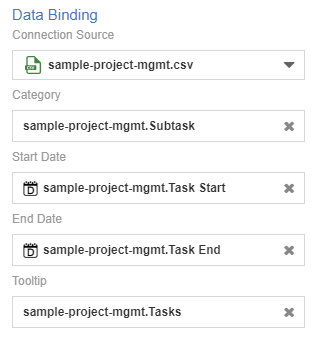 Data Binding
Connection Source
sample-project-mgmt.csv
Category
sample-project-mgmt.Subtask
Start Date
sample-project-mgmt.Task Start
End Date
sample-project-mgmt.Task End
Tooltip
sample-project-mgmt.Tasks